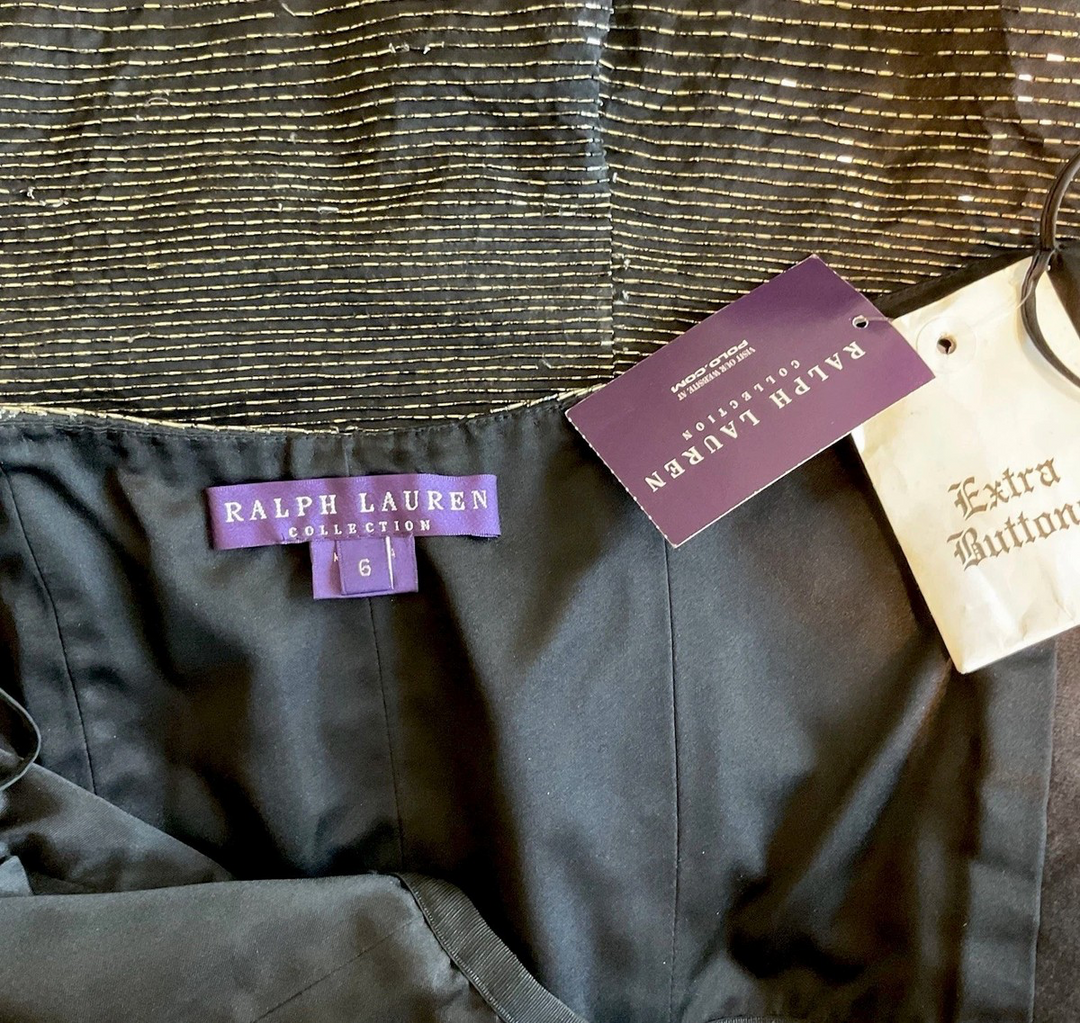 RALPH LAUREN
COLLECTION
6
RALPH LAUREN
COLLECTION
VISIT OUR WEBSITE AT
POLO.COM
Extra
Button